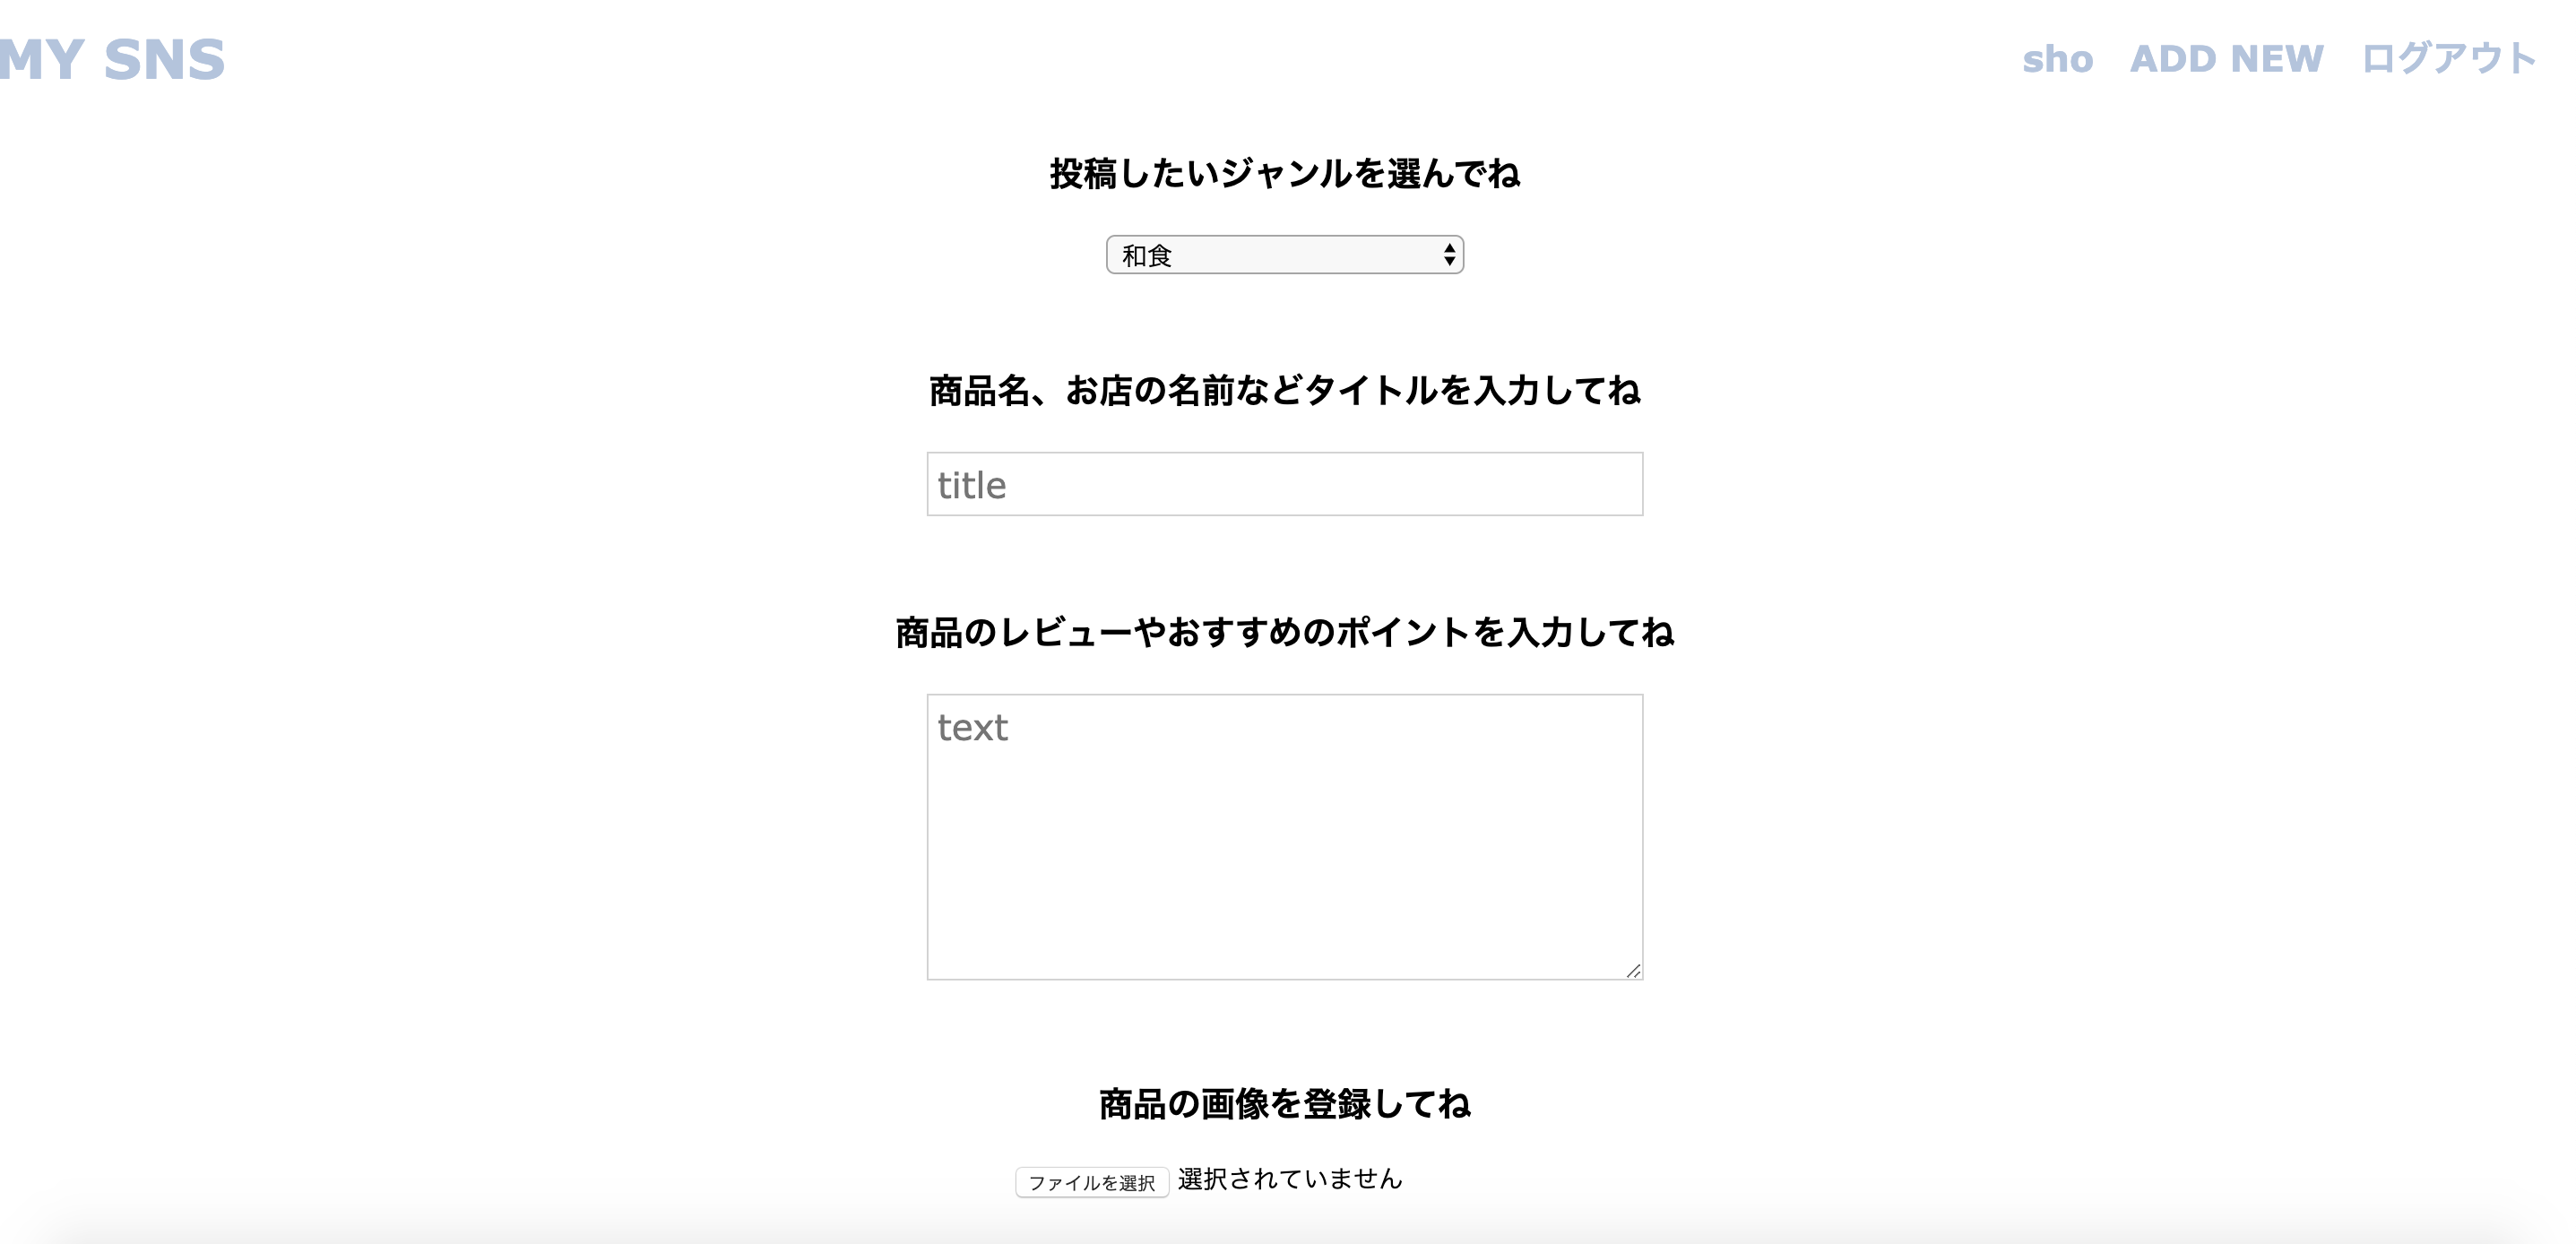 MY SNS
sho ADD NEW ログアウト
投稿したいジャンルを選んでね
和食
商品名、お店の名前などタイトルを入力してね
title
商品のレビューやおすすめのポイントを入力してね
text
商品の画像を登録してね
ファイルを選択 選択されていません